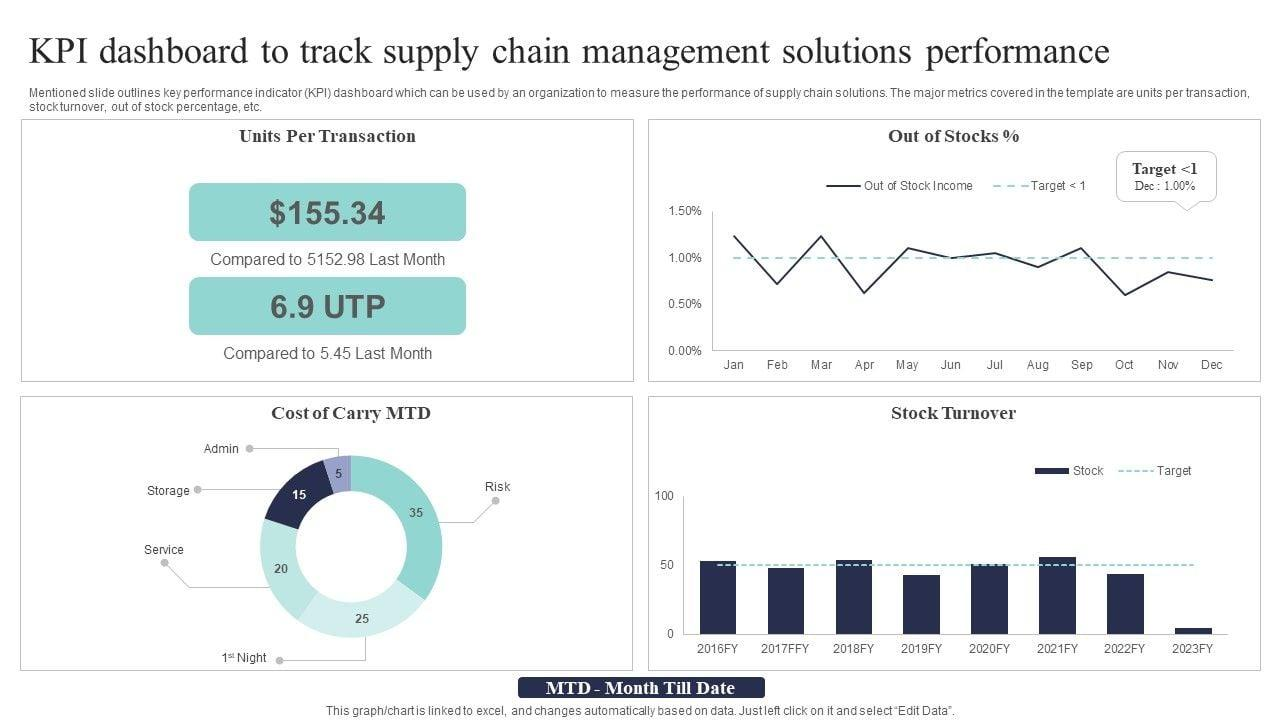 KPI dashboard to track supply chain management solutions performance
Mentioned slide outlines key performance indicator (KPI) dashboard which can be used by an organization to measure the performance of supply chain solutions. The major metrics covered in the template are units per transaction,
stock turnover, out of stock percentage, etc.
Units Per Transaction
$155.34
Compared to 5152.98 Last Month
6.9 UTP
Compared to 5.45 Last Month
Out of Stocks %
Target <1
Dec : 1.00%
Out of Stock Income
Target < 1
1.50%
1.00%
0.50%
0.00%
Jan Feb Mar Apr May Jun Jul Aug Sep Oct Nov Dec
Cost of Carry MTD
Admin
5
Storage
15
Risk
35
Service
20
25
1st Night
Stock Turnover
Stock
Target
100
50
0
2016FY 2017FFY 2018FY 2019FY 2020FY 2021FY 2022FY 2023FY
MTD - Month Till Date
This graph/chart is linked to excel, and changes automatically based on data. Just left click on it and select “Edit Data”.